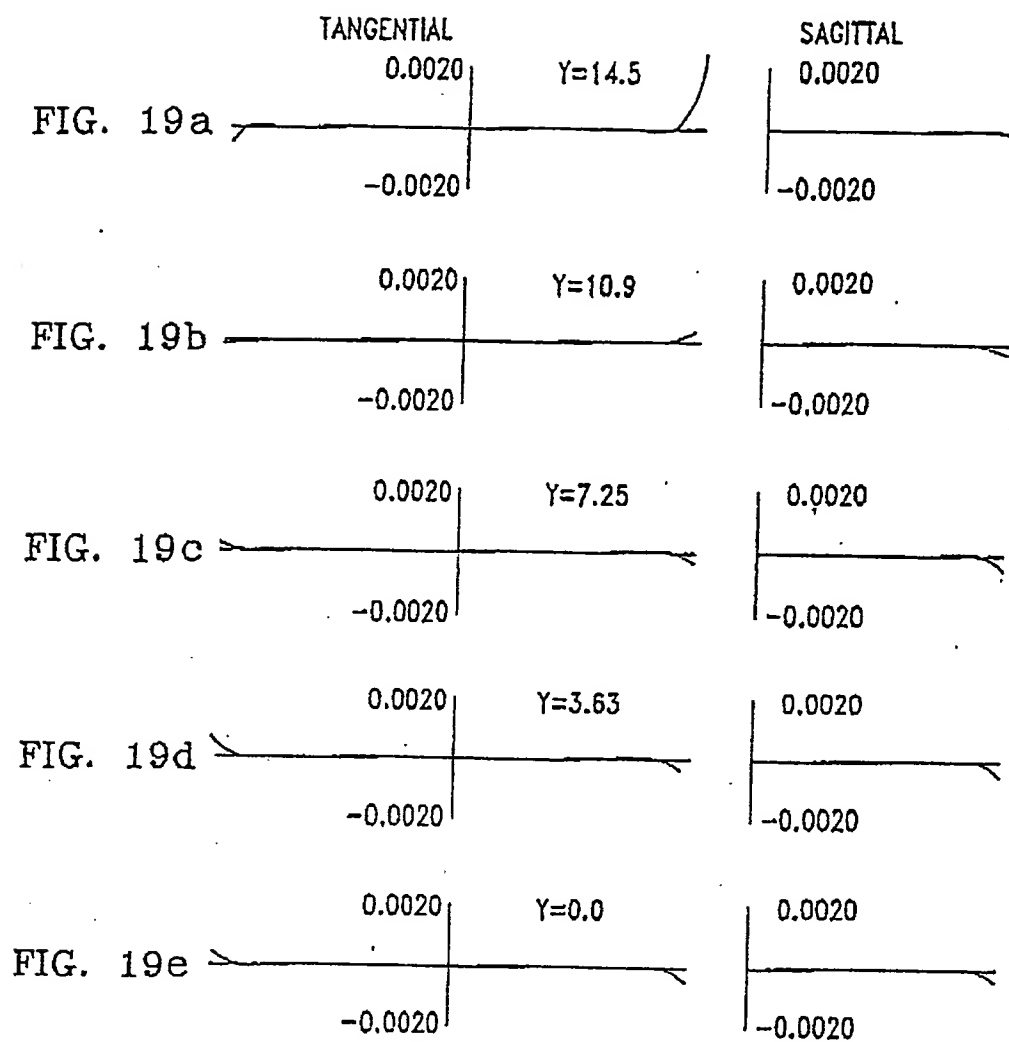 TANGENTIAL SAGITTAL
0.0020 Y=14.5 0.0020
FIG. 19a
-0.0020 -0.0020
0.0020 Y=10.9 0.0020
FIG. 19b
-0.0020 -0.0020
0.0020 Y=7.25 0.0020
FIG. 19c
-0.0020 -0.0020
0.0020 Y=3.63 0.0020
FIG. 19d
-0.0020 -0.0020
0.0020 Y=0.0 0.0020
FIG. 19e
-0.0020 -0.0020